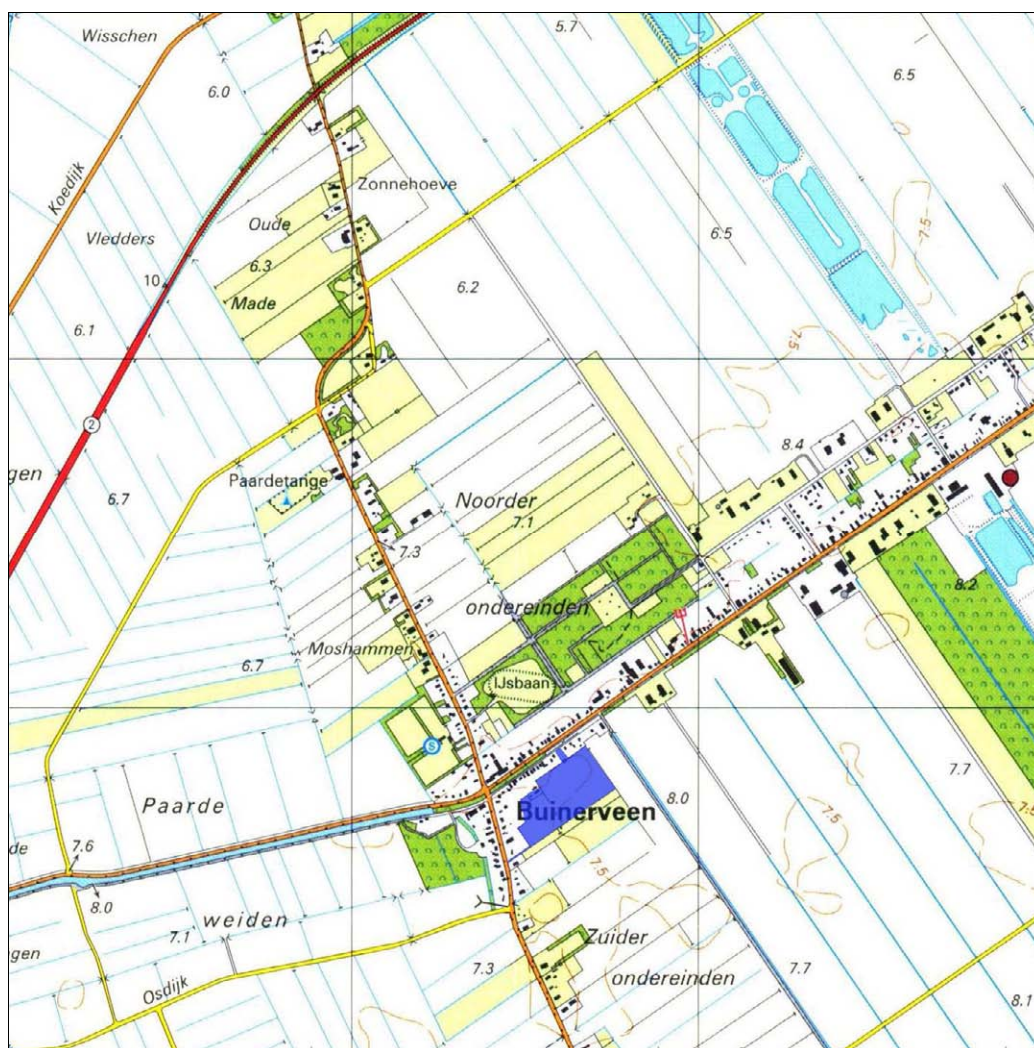 Wisschen
5.7
6.5
6.0
Koedijk
Zonnehoeve
Oude
7.5
Vledders
6.5
6.3
10
6.2
Made
6.1
7.5
2
8.4
gen
Paardetange
6.7
Noorder
7.1
7.3
8.2
ondereinden
B
Moshammen
6.7
IJsbaan
S
7.7
Paarde
8.0
Buinerveen
7.5
7.5
de
7.6
7.5
8.0
weiden
7.1
Zuider
gen
7.3
ondereinden
7.7
Osdijk
8.1